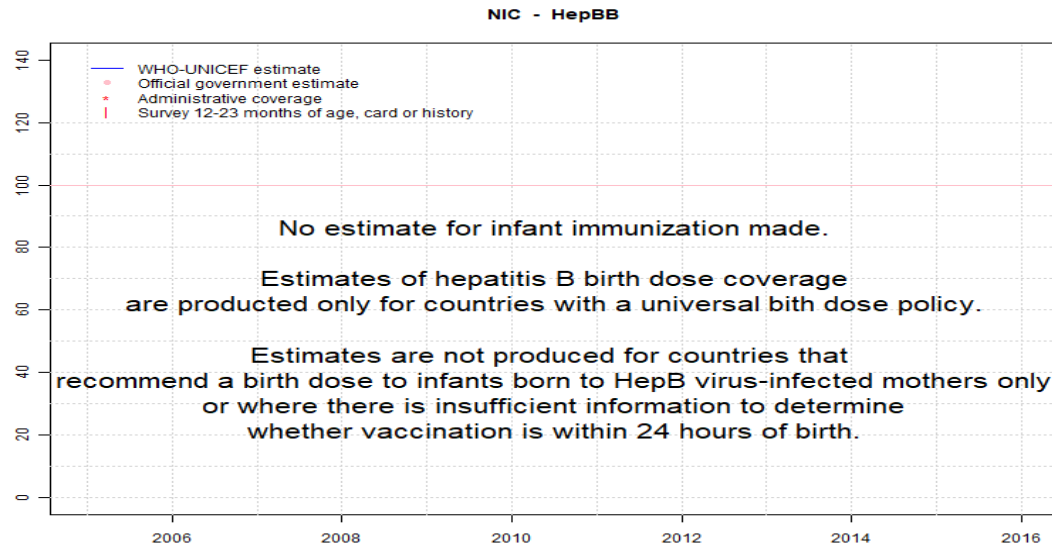 NIC - HepBB
WHO-UNICEF estimate
Official government estimate
Administrative coverage
Survey 12-23 months of age, card or history
No estimate for infant immunization made.
Estimates of hepatitis B birth dose coverage
are producted only for countries with a universal bith dose policy.
Estimates are not produced for countries that
recommend a birth dose to infants born to HepB virus-infected mothers only
or where there is insufficient information to determine
whether vaccination is within 24 hours of birth.
140
120
100
80
60
40
20
0
2006 2008 2010 2012 2014 2016